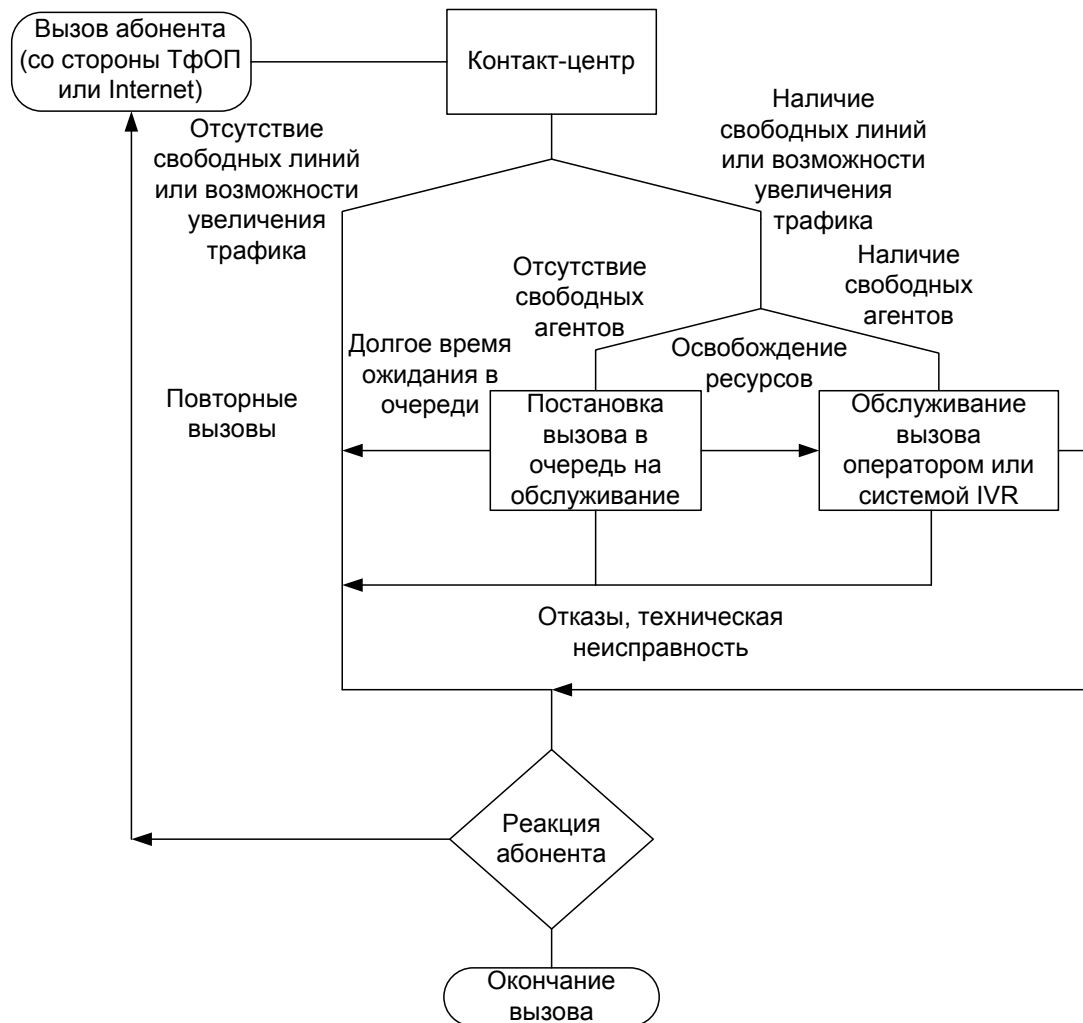 Вызов абонента
(со стороны ТфОП
или Internet)
Контакт-центр
Отсутствие
свободных линий
или возможности
увеличения
трафика
Наличие
свободных линий
или возможности
увеличения
трафика
Отсутствие
свободных
агентов
Наличие
свободных
агентов
Долгое время
ожидания в
очереди
Освобождение
ресурсов
Повторные
вызовы
Постановка
вызова в
очередь на
обслуживание
Обслуживание
вызова
оператором или
системой IVR
Отказы, техническая
неисправность
Реакция
абонента
Окончание
вызова